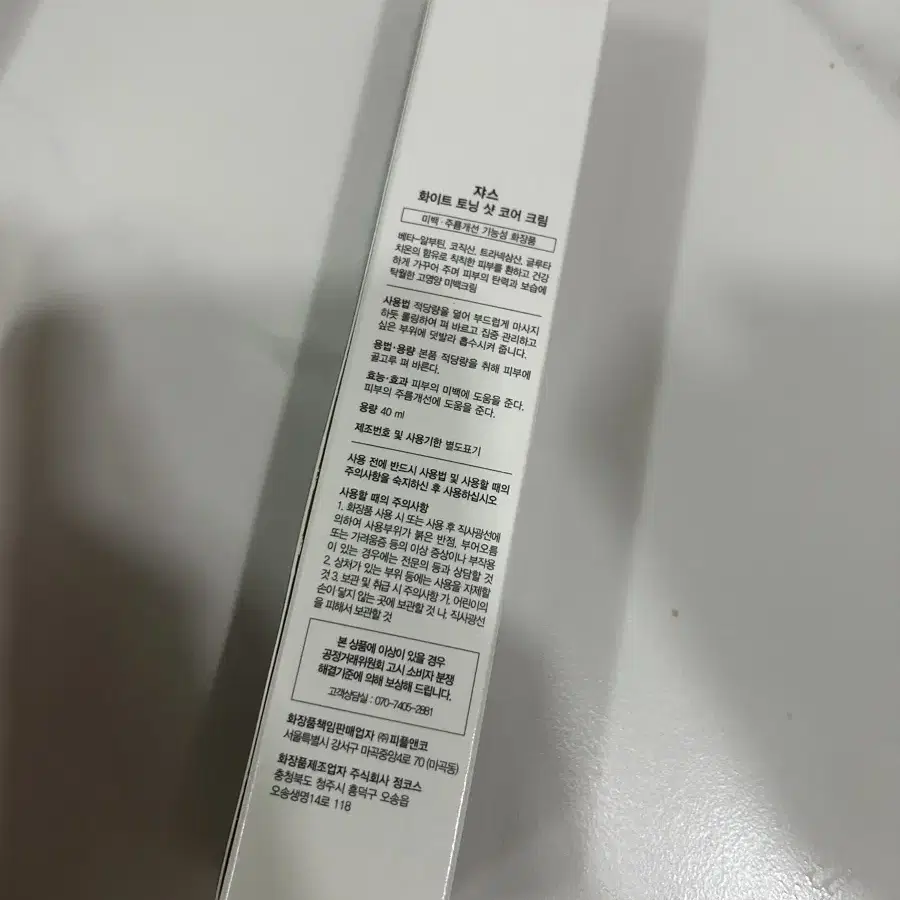 쟈스
화이트 토닝 샷 코어 크림
미백·주름개선 기능성 화장품
베타-알부틴, 코직산, 트라넥삼산, 글루타
치온의 함유로 칙칙한 피부를 환하고 건강
하게 가꾸어 주며 피부의 탄력과 보습에
탁월한 고영양 미백크림
사용법 적당량을 덜어 부드럽게 마사지
하듯 롤링하여 펴 바르고 집중 관리하고
싶은 부위에 덧발라 흡수시켜 줍니다.
용법·용량 본품 적당량을 취해 피부에
골고루 펴 바른다.
효능·효과 피부의 미백에 도움을 준다.
피부의 주름개선에 도움을 준다.
용량 40 ml
제조번호 및 사용기한 별도표기
사용 전에 반드시 사용법 및 사용할 때의
주의사항을 숙지하신 후 사용하십시오
사용할 때의 주의사항
1. 화장품 사용 시 또는 사용 후 직사광선에
의하여 사용부위가 붉은 반점, 부어오름
또는 가려움증 등의 이상 증상이나 부작용
이 있는 경우에는 전문의 등과 상담할 것
2. 상처가 있는 부위 등에는 사용을 자제할
것 3. 보관 및 취급 시 주의사항 가. 어린이의
손이 닿지 않는 곳에 보관할 것 나. 직사광선
을 피해서 보관할 것
본 상품에 이상이 있을 경우
공정거래위원회 고시 소비자 분쟁
해결기준에 의해 보상해 드립니다.
고객상담실 : 070-7405-2881
화장품책임판매업자 ㈜피플앤코
서울특별시 강서구 마곡중앙4로 70 (마곡동)
화장품제조업자 주식회사 정코스
충청북도 청주시 흥덕구 오송읍
오송생명14로 118